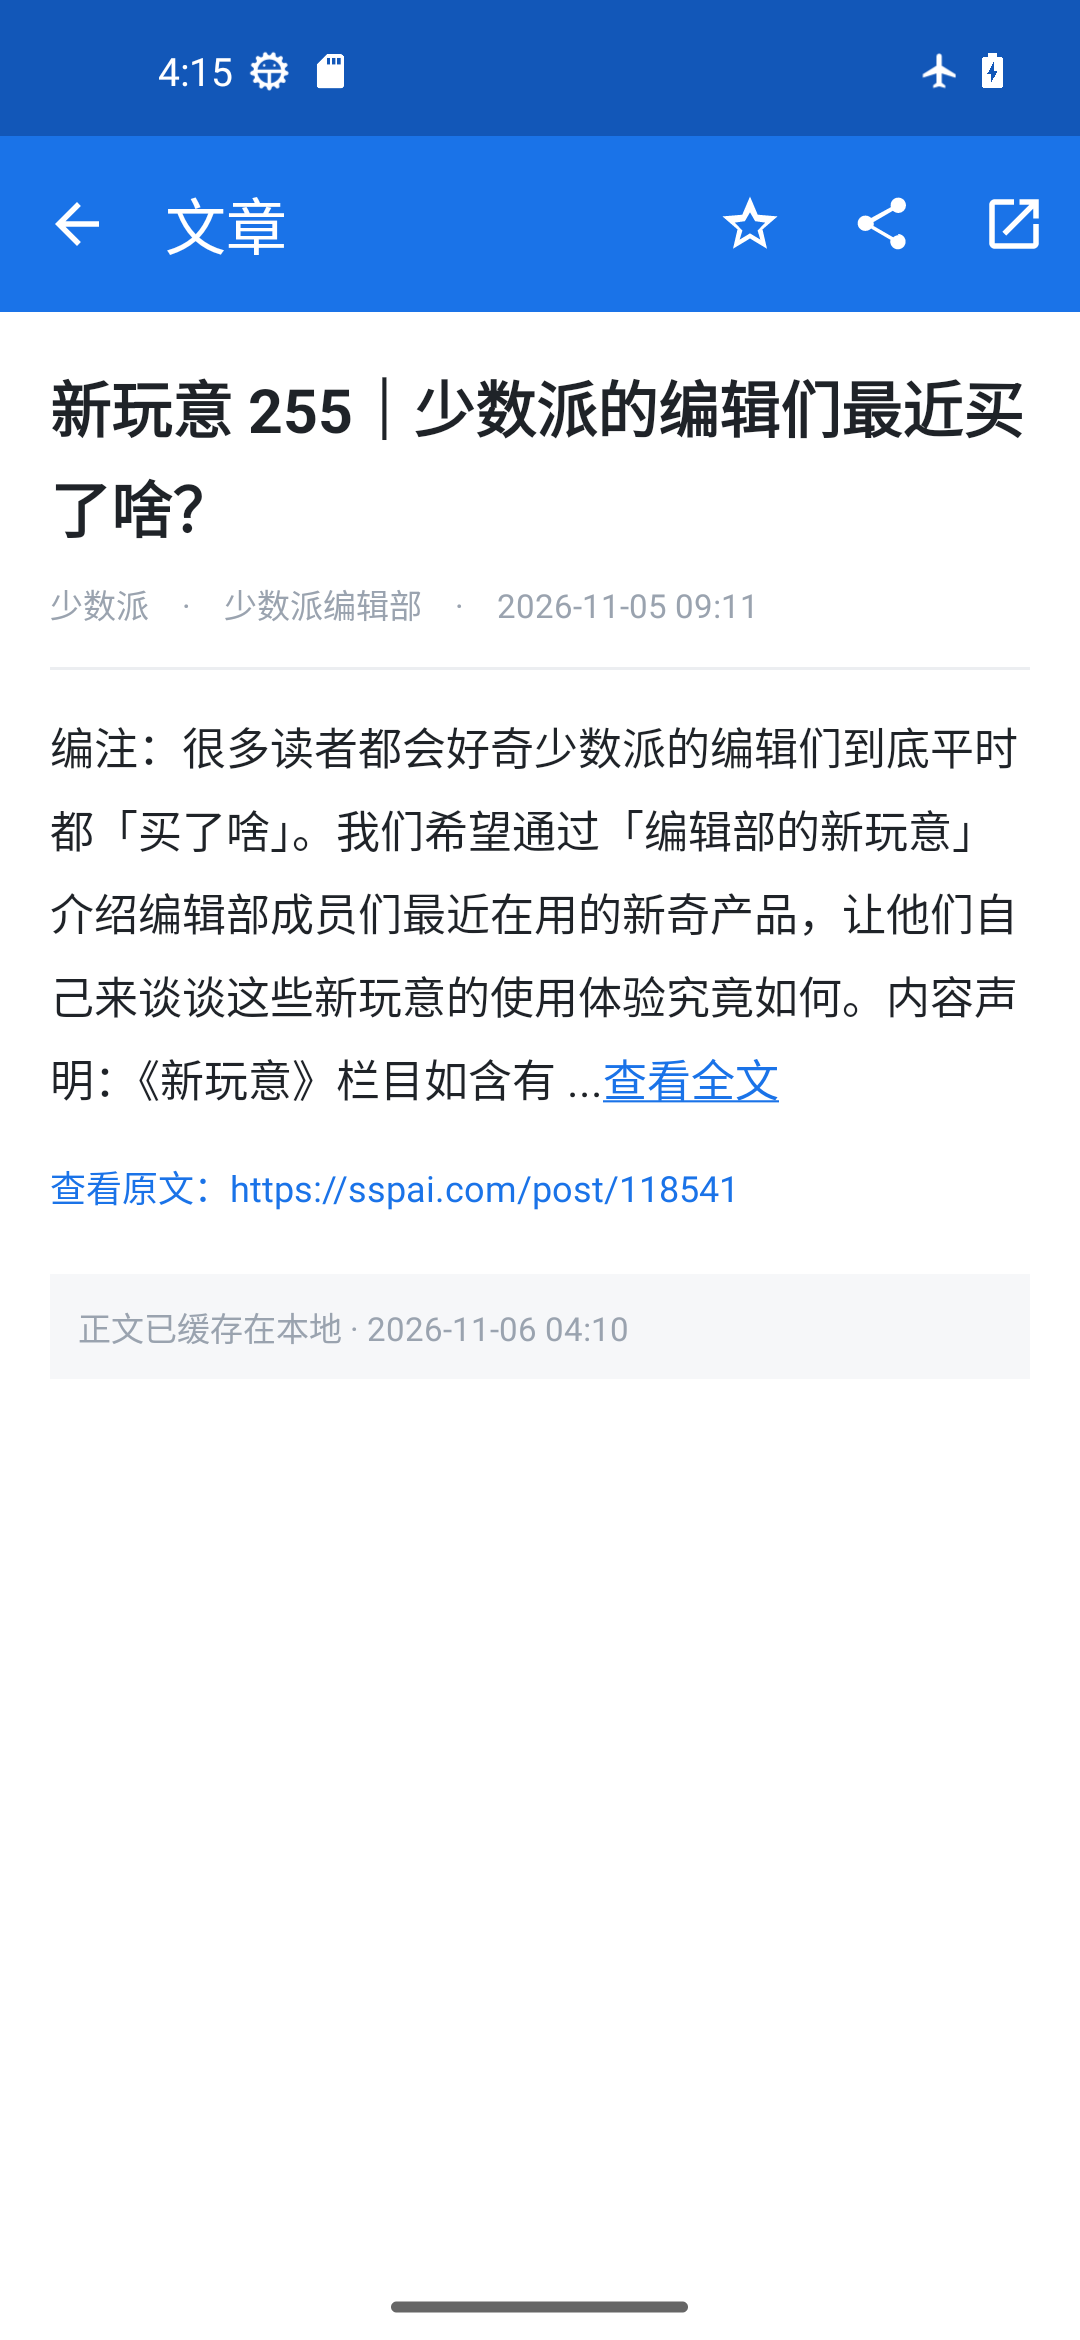 4:15
文章
新玩意 255｜少数派的编辑们最近买
了啥？
少数派 · 少数派编辑部 · 2026-11-05 09:11
编注：很多读者都会好奇少数派的编辑们到底平时
都「买了啥」。我们希望通过「编辑部的新玩意」
介绍编辑部成员们最近在用的新奇产品，让他们自
己来谈谈这些新玩意的使用体验究竟如何。内容声
明：《新玩意》栏目如含有 ...查看全文
查看原文：https://sspai.com/post/118541
正文已缓存在本地 · 2026-11-06 04:10